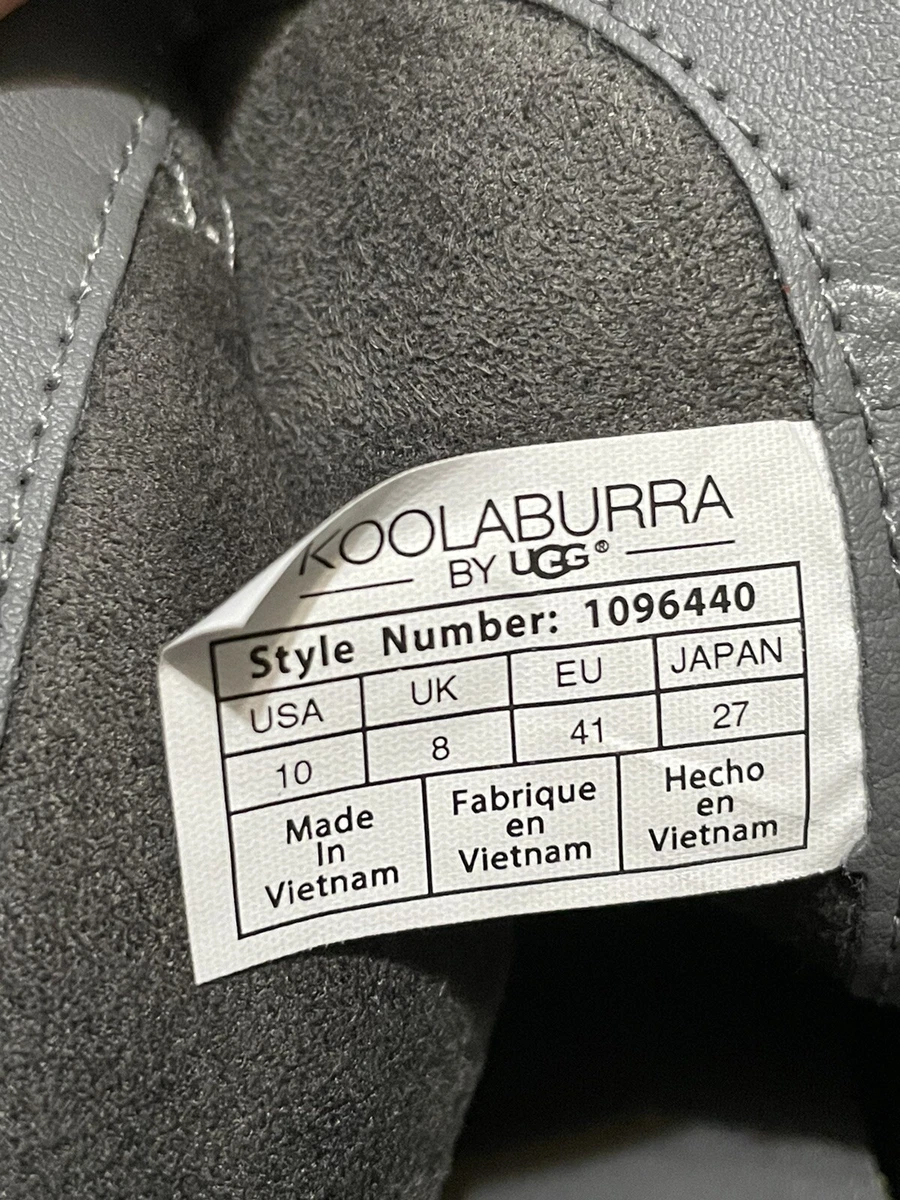 KOOLABURRA
BY UGG®
Style Number: 1096440
USA UK EU JAPAN
10 8 41 27
Made In Vietnam
Fabrique en Vietnam
Hecho en Vietnam